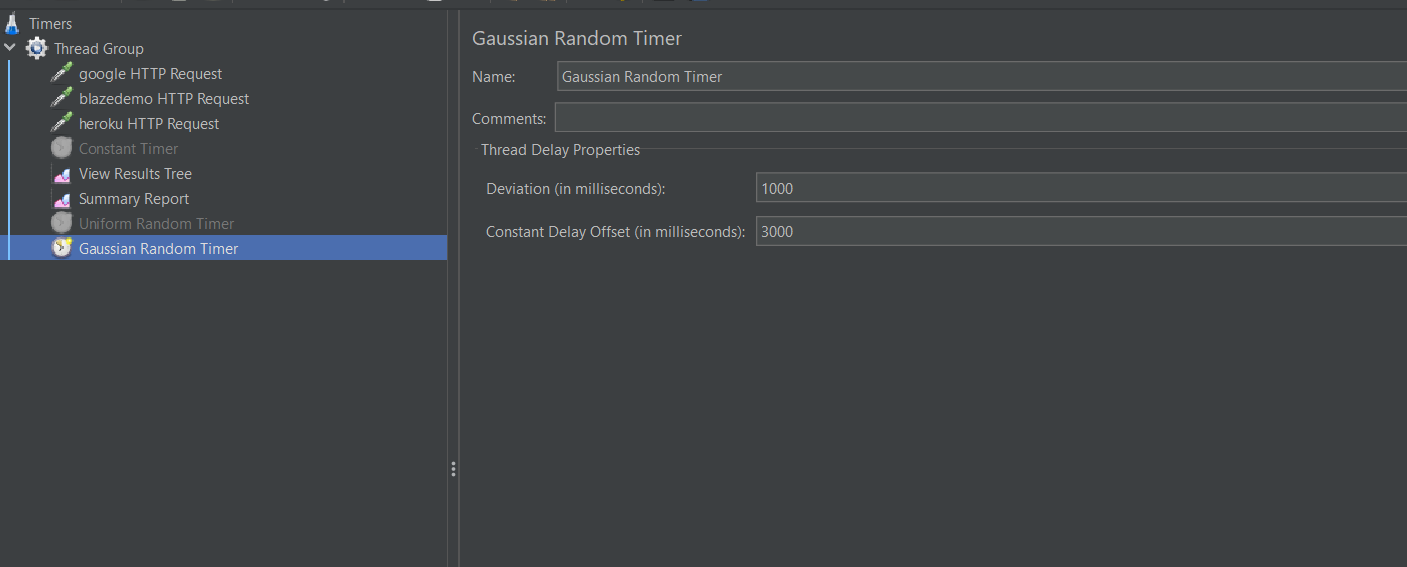 Timers
Thread Group
google HTTP Request
blazedemo HTTP Request
heroku HTTP Request
Constant Timer
View Results Tree
Summary Report
Uniform Random Timer
Gaussian Random Timer
Gaussian Random Timer
Name: Gaussian Random Timer
Comments:
Thread Delay Properties
Deviation (in milliseconds): 1000
Constant Delay Offset (in milliseconds): 3000